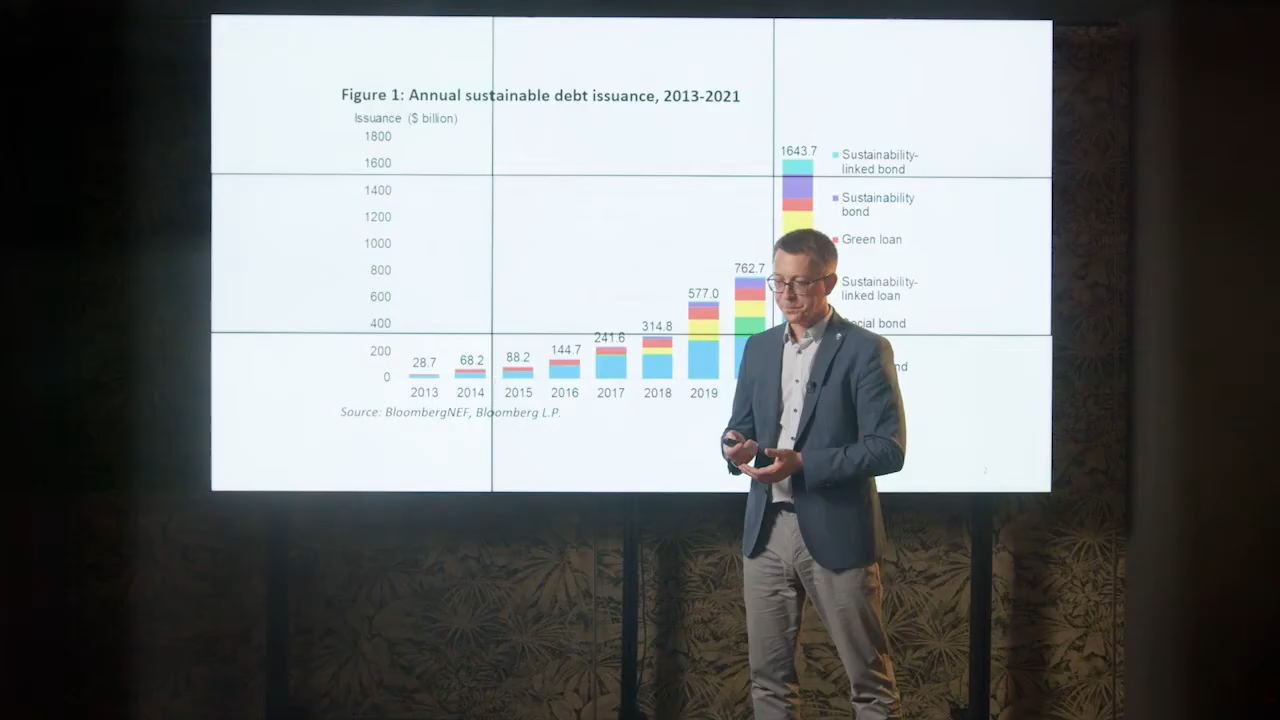 Figure 1: Annual sustainable debt issuance, 2013-2021
Issuance ($ billion)
1800
1600
1400
1200
1000
800
600
400
200
0
28.7
68.2
88.2
144.7
241.6
314.8
577.0
762.7
1643.7
2013
2014
2015
2016
2017
2018
2019
Sustainability-
linked bond
Sustainability
bond
Green loan
Sustainability-
linked loan
bond
Source: BloombergNEF, Bloomberg L.P.
2